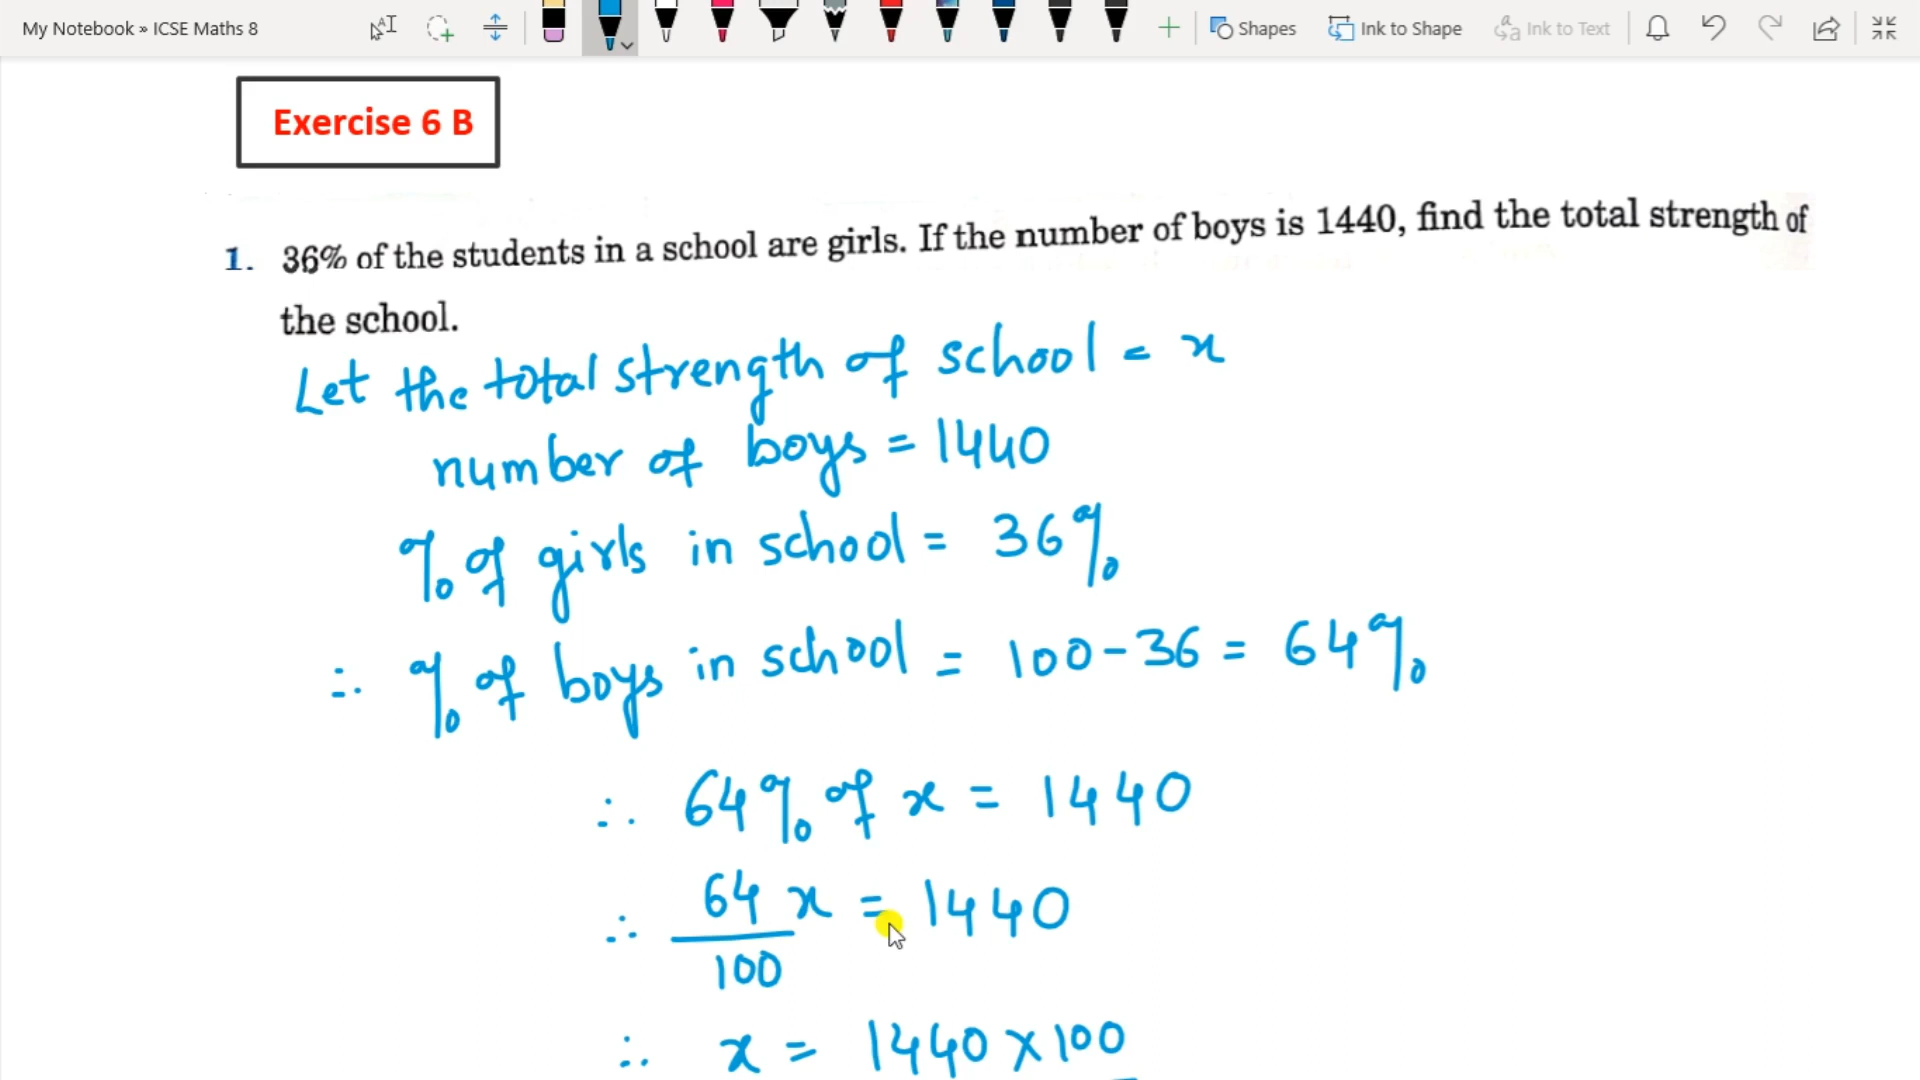 My Notebook » ICSE Maths 8
Shapes
Ink to Shape
Ink to Text
Exercise 6 B
1. 36% of the students in a school are girls. If the number of boys is 1440, find the total strength of
the school.
Let the total strength of school = x
number of boys = 1440
% of girls in school = 36%
∴ % of boys in school = 100 - 36 = 64%
∴ 64% of x = 1440
∴ 64/100 x = 1440
∴ x = 1440 × 100